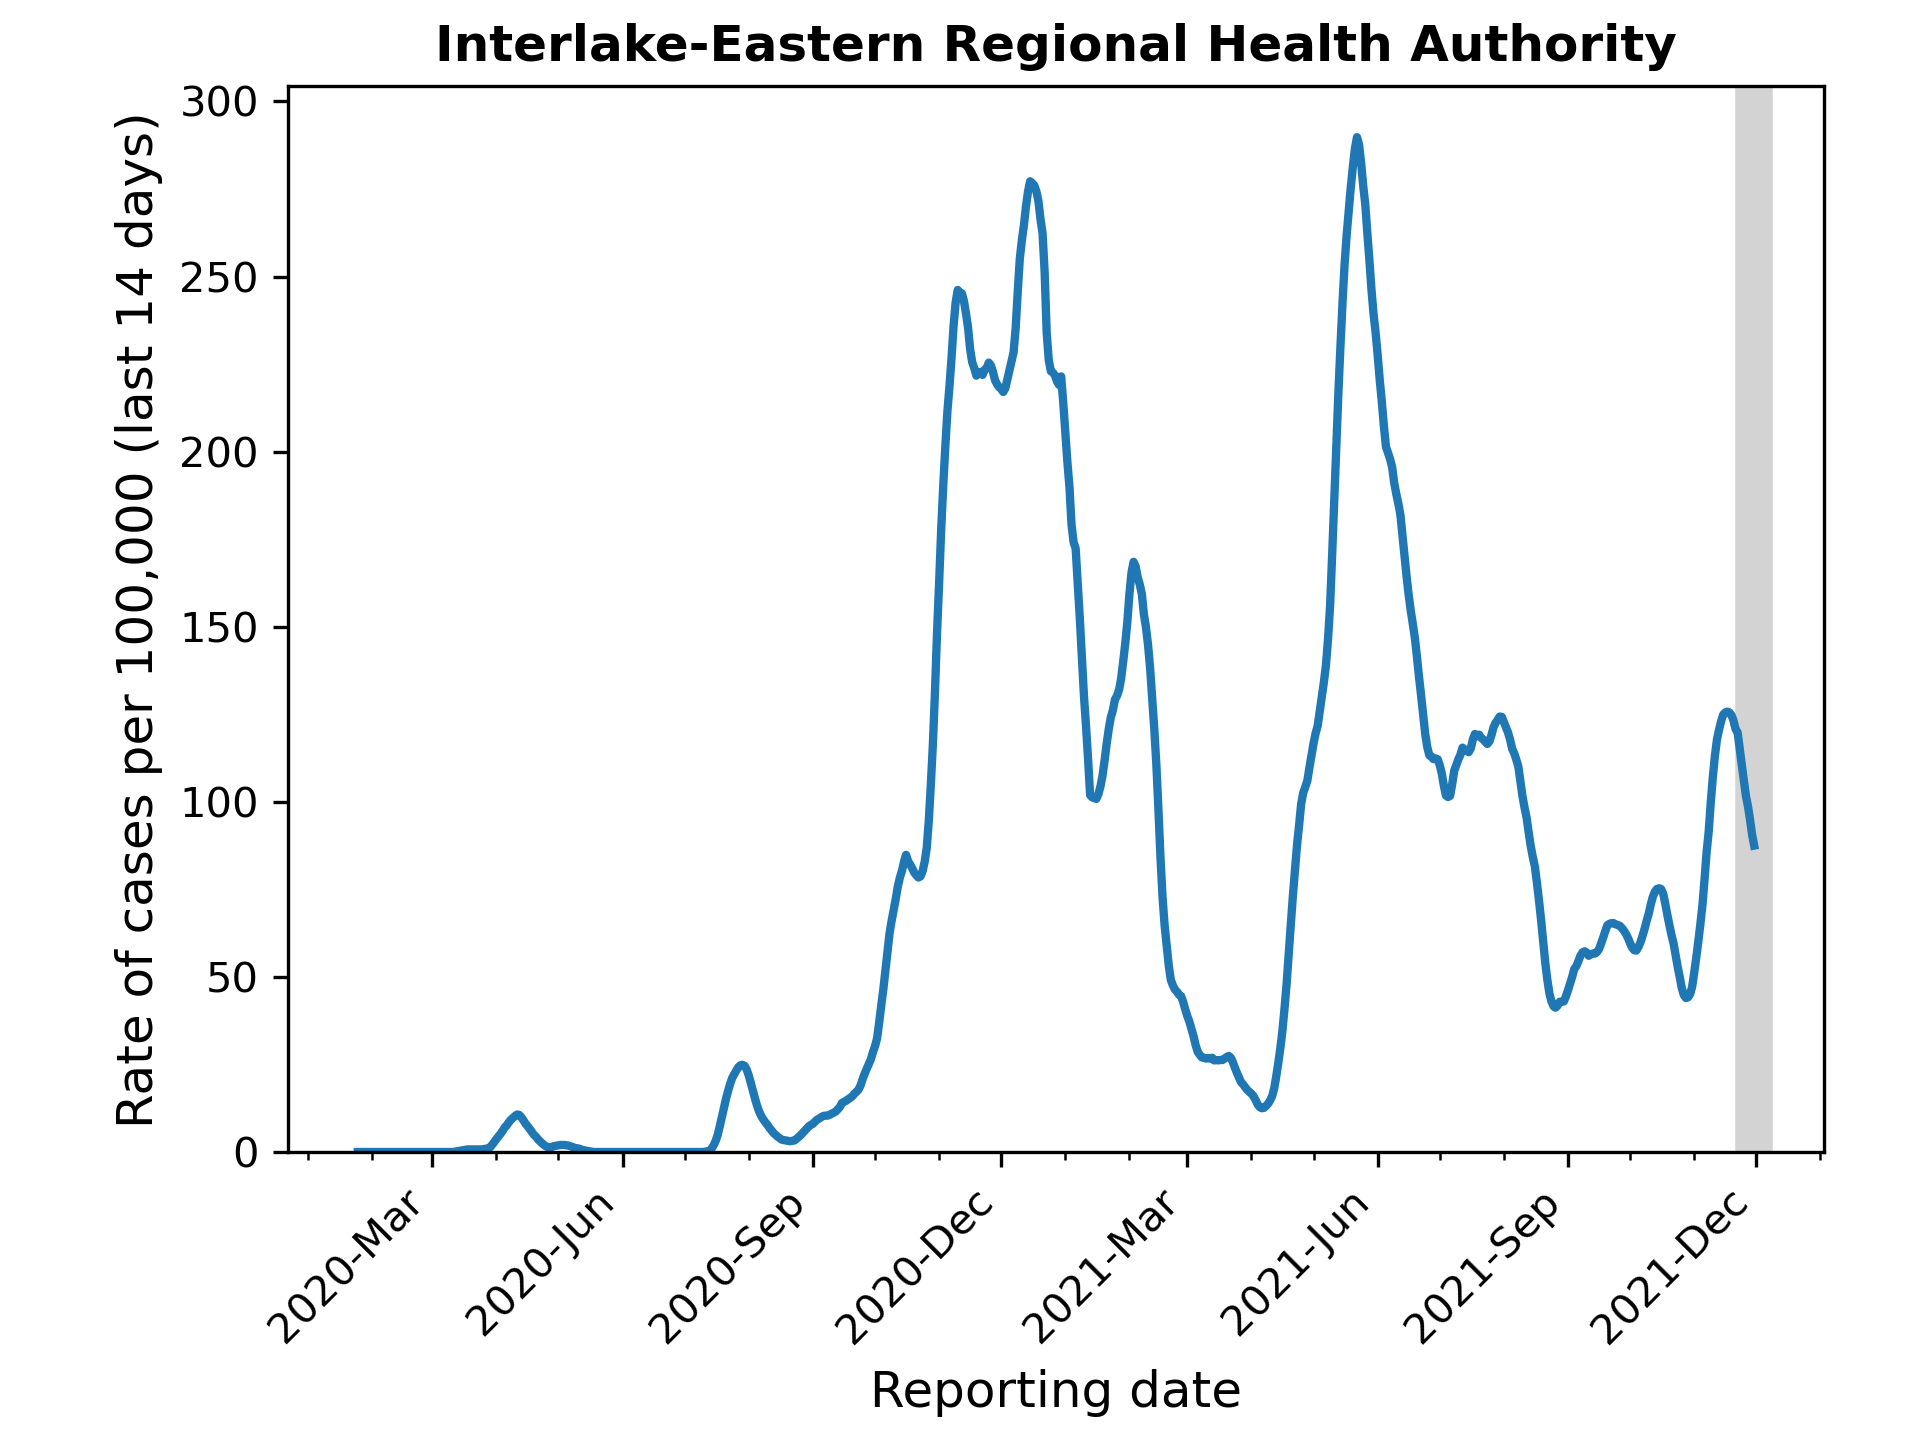 Interlake-Eastern Regional Health Authority
Rate of cases per 100,000 (last 14 days)
300
250
200
150
100
50
0
2020-Mar
2020-Jun
2020-Sep
2020-Dec
2021-Mar
2021-Jun
2021-Sep
2021-Dec
Reporting date